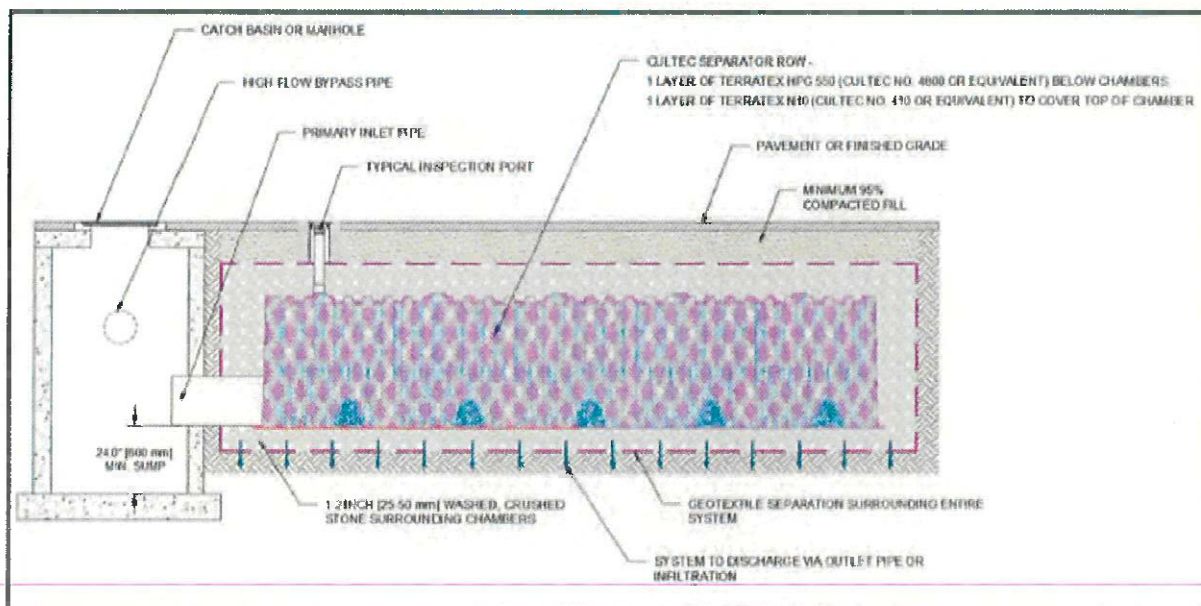 CATCH BASIN OR MANHOLE
HIGH FLOW BYPASS PIPE
PRIMARY INLET PIPE
TYPICAL INSPECTION PORT
CULTEC SEPARATOR ROW -
1 LAYER OF TERRATEX HPG 550 (CULTEC NO. 4800 OR EQUIVALENT) BELOW CHAMBERS
1 LAYER OF TERRATEX N40 (CULTEC NO. 410 OR EQUIVALENT) TO COVER TOP OF CHAMBER
PAVEMENT OR FINISHED GRADE
MINIMUM 95%
COMPACTED FILL
24.0" [600 mm]
MIN. SUMP
1-2 INCH [25-50 mm] WASHED, CRUSHED
STONE SURROUNDING CHAMBERS
GEOTEXTILE SEPARATION SURROUNDING ENTIRE
SYSTEM
SYSTEM TO DISCHARGE VIA OUTLET PIPE OR
INFILTRATION